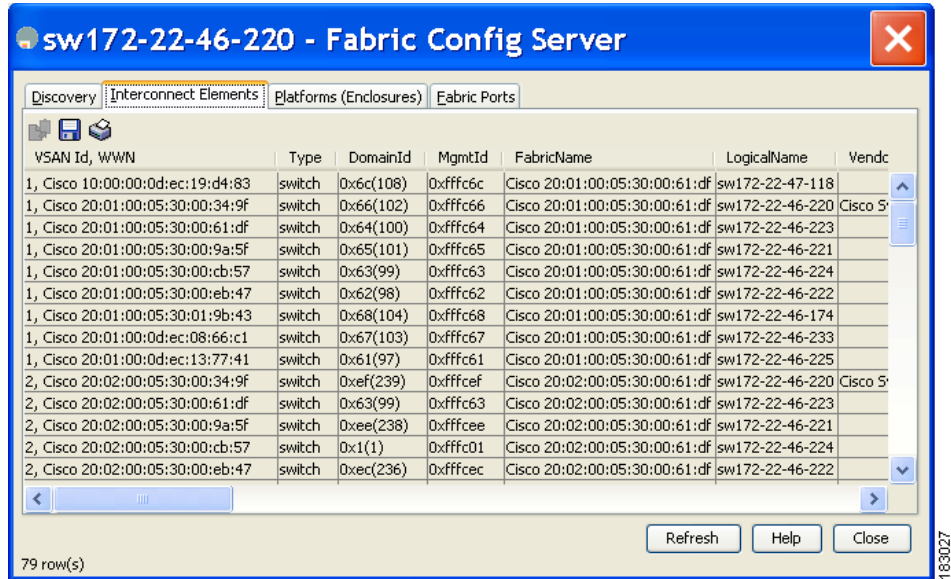 sw172-22-46-220 - Fabric Config Server
Discovery Interconnect Elements Platforms (Enclosures) Fabric Ports
VSAN Id, WWN Type DomainId MgmtId FabricName LogicalName Vendc
1, Cisco 10:00:00:0d:ec:19:d4:83 switch 0x6c(108) 0xfffc6c Cisco 20:01:00:05:30:00:61:df sw172-22-47-118
1, Cisco 20:01:00:05:30:00:34:9f switch 0x66(102) 0xfffc66 Cisco 20:01:00:05:30:00:61:df sw172-22-46-220 Cisco S
1, Cisco 20:01:00:05:30:00:61:df switch 0x64(100) 0xfffc64 Cisco 20:01:00:05:30:00:61:df sw172-22-46-223
1, Cisco 20:01:00:05:30:00:9a:5f switch 0x65(101) 0xfffc65 Cisco 20:01:00:05:30:00:61:df sw172-22-46-221
1, Cisco 20:01:00:05:30:00:cb:57 switch 0x63(99) 0xfffc63 Cisco 20:01:00:05:30:00:61:df sw172-22-46-224
1, Cisco 20:01:00:05:30:00:eb:47 switch 0x62(98) 0xfffc62 Cisco 20:01:00:05:30:00:61:df sw172-22-46-222
1, Cisco 20:01:00:05:30:01:9b:43 switch 0x68(104) 0xfffc68 Cisco 20:01:00:05:30:00:61:df sw172-22-46-174
1, Cisco 20:01:00:0d:ec:08:66:c1 switch 0x67(103) 0xfffc67 Cisco 20:01:00:05:30:00:61:df sw172-22-46-233
1, Cisco 20:01:00:0d:ec:13:77:41 switch 0x61(97) 0xfffc61 Cisco 20:01:00:05:30:00:61:df sw172-22-46-225
2, Cisco 20:02:00:05:30:00:34:9f switch 0xef(239) 0xfffcef Cisco 20:02:00:05:30:00:61:df sw172-22-46-220 Cisco S
2, Cisco 20:02:00:05:30:00:61:df switch 0x63(99) 0xfffc63 Cisco 20:02:00:05:30:00:61:df sw172-22-46-223
2, Cisco 20:02:00:05:30:00:9a:5f switch 0xee(238) 0xfffcee Cisco 20:02:00:05:30:00:61:df sw172-22-46-221
2, Cisco 20:02:00:05:30:00:cb:57 switch 0x1(1) 0xfffc01 Cisco 20:02:00:05:30:00:61:df sw172-22-46-224
2, Cisco 20:02:00:05:30:00:eb:47 switch 0xec(236) 0xfffcec Cisco 20:02:00:05:30:00:61:df sw172-22-46-222
Refresh Help Close
79 row(s)
183027